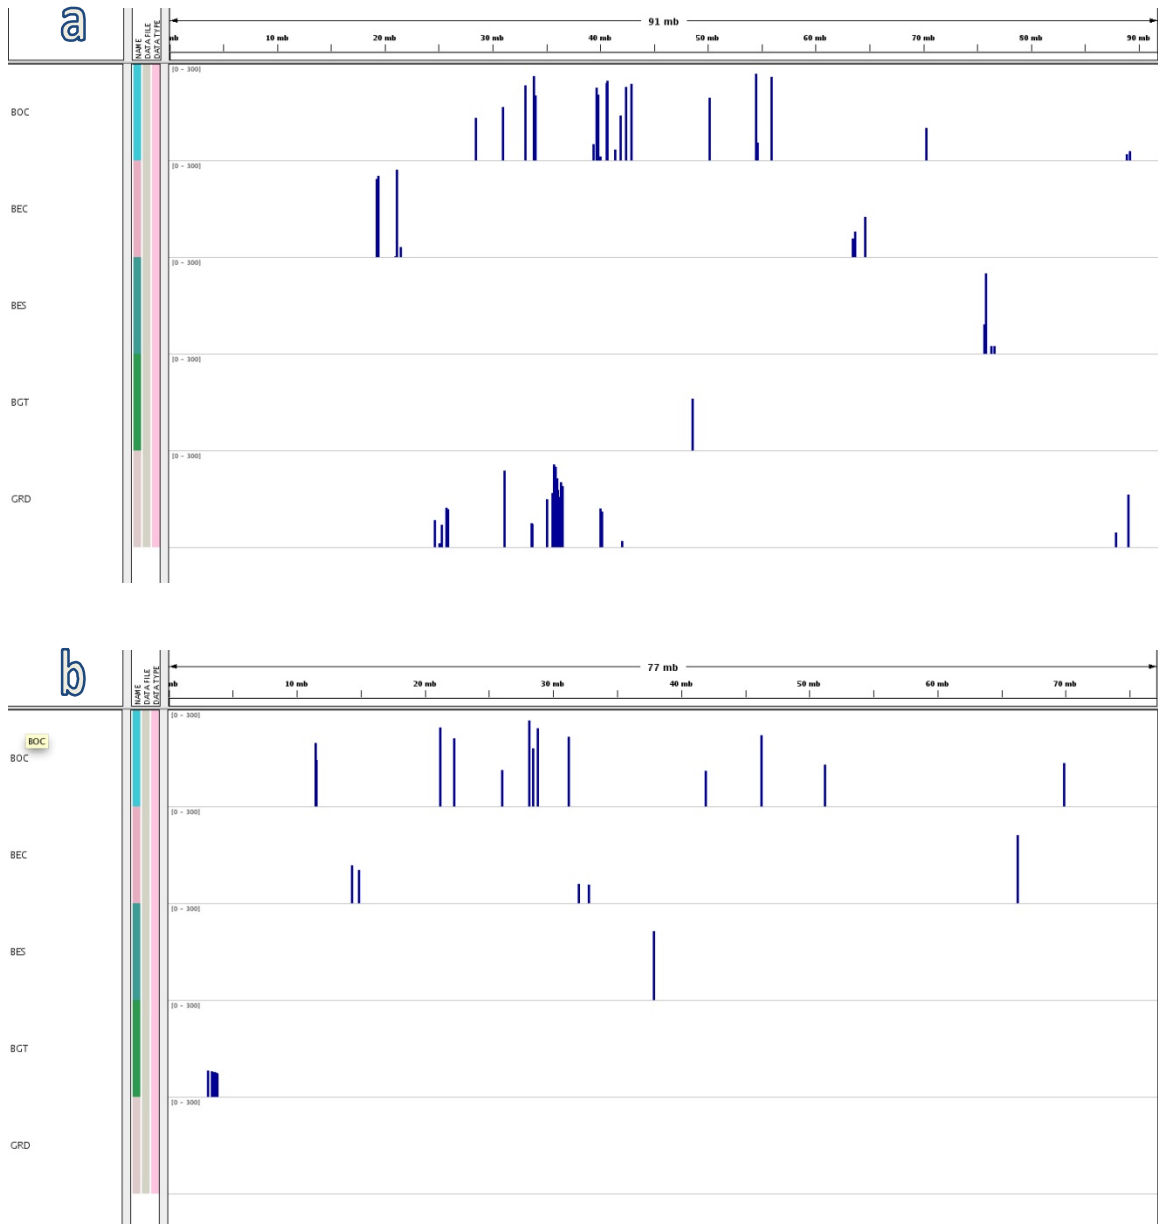 a
91 mb
NAME
DATA FILE
DATA TYPE
mb 10 mb 20 mb 30 mb 40 mb 50 mb 60 mb 70 mb 80 mb 90 mb
[0 - 300]
BOC
[0 - 300]
BEC
[0 - 300]
BES
[0 - 300]
BGT
[0 - 300]
GRD
b
77 mb
NAME
DATA FILE
DATA TYPE
mb 10 mb 20 mb 30 mb 40 mb 50 mb 60 mb 70 mb
[0 - 300]
BOC
BOC
[0 - 300]
BEC
[0 - 300]
BES
[0 - 300]
BGT
[0 - 300]
GRD